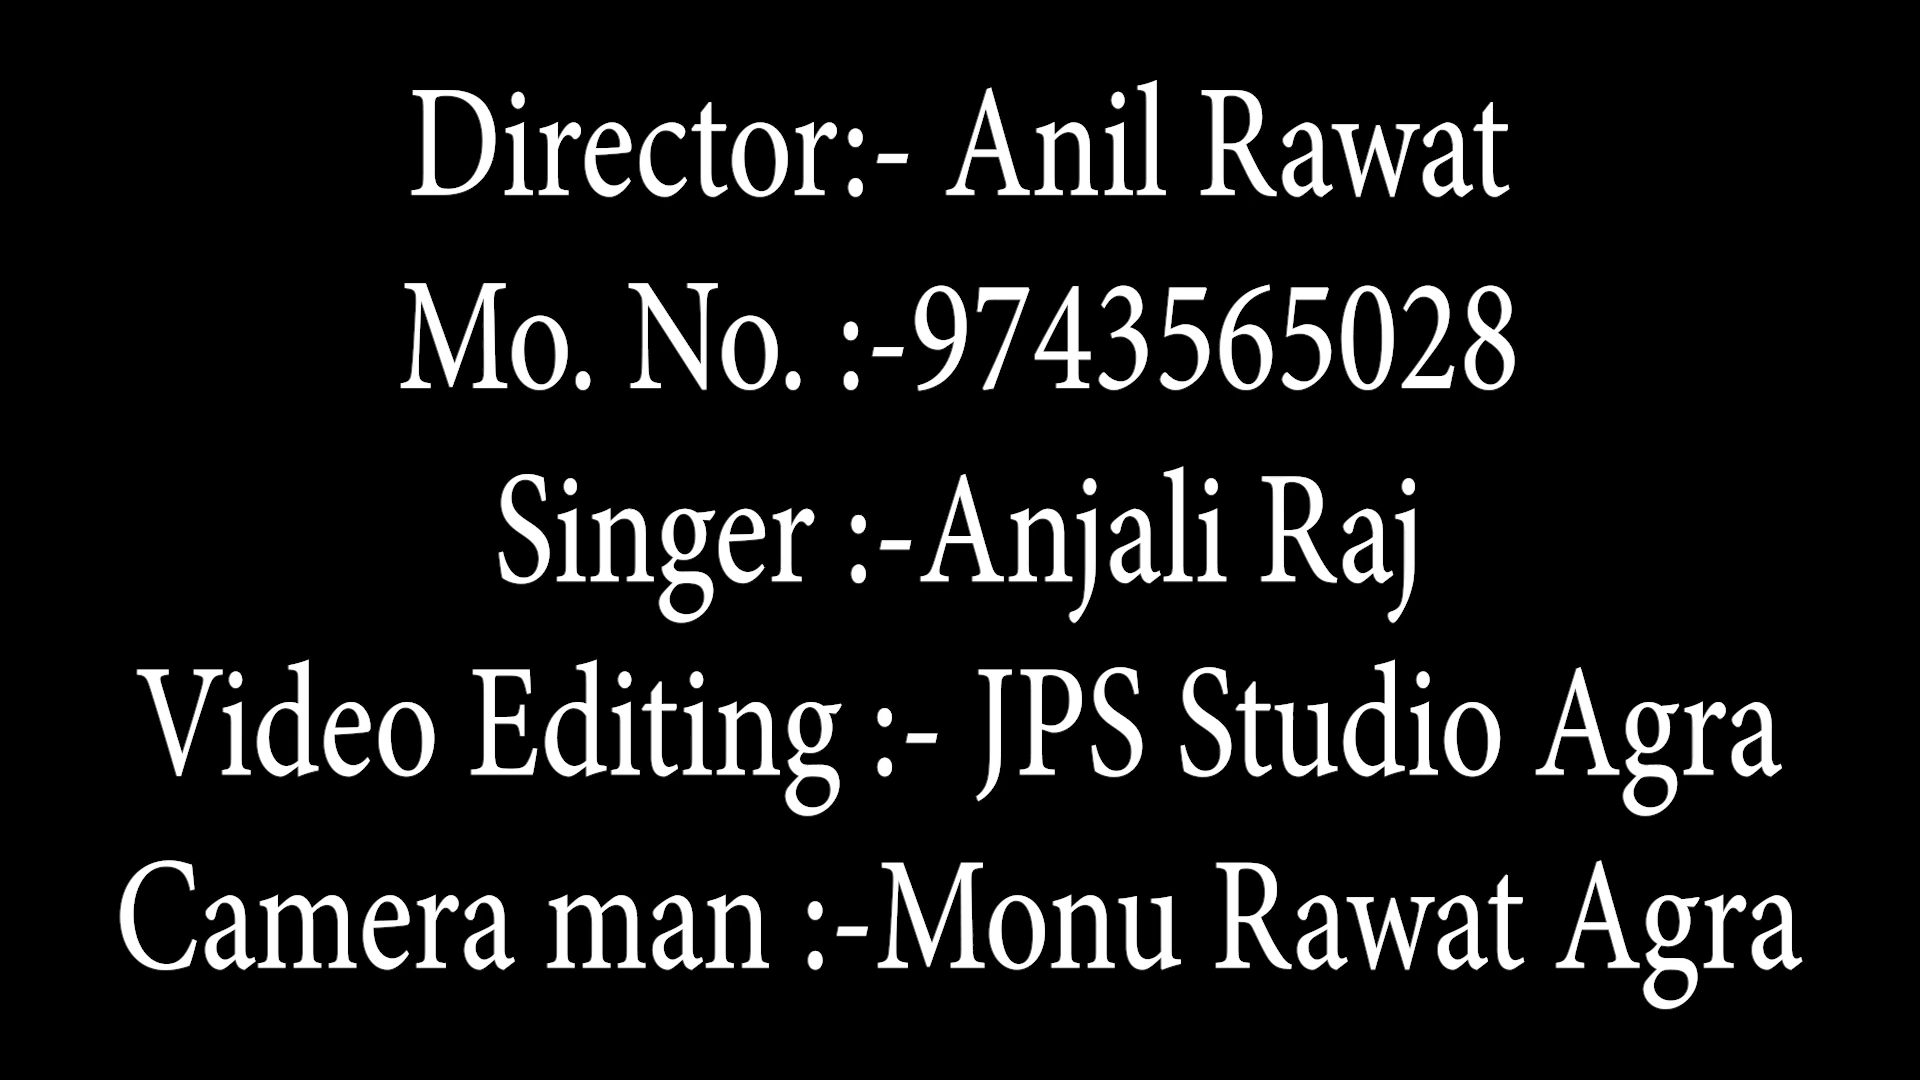 Director:- Anil Rawat
Mo. No. :-9743565028
Singer :-Anjali Raj
Video Editing :- JPS Studio Agra
Camera man :-Monu Rawat Agra